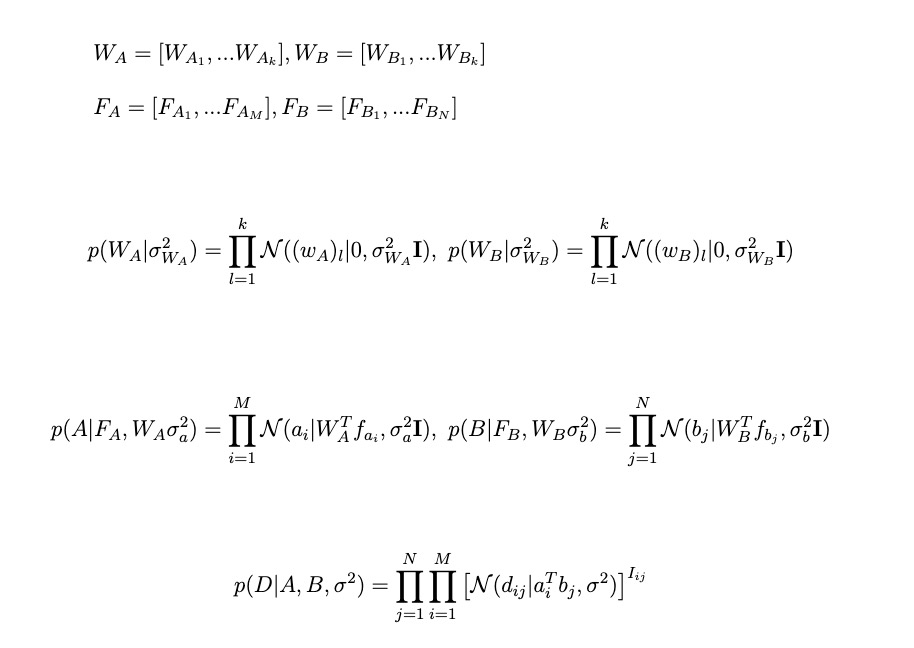 W_A = [W_{A_1}, ...W_{A_k}], W_B = [W_{B_1}, ...W_{B_k}]
F_A = [F_{A_1}, ...F_{A_M}], F_B = [F_{B_1}, ...F_{B_N}]
p(W_A|\sigma^2_{W_A}) = \prod_{l=1}^{k} \mathcal{N}((w_A)_l|0, \sigma^2_{W_A}\mathbf{I}), p(W_B|\sigma^2_{W_B}) = \prod_{l=1}^{k} \mathcal{N}((w_B)_l|0, \sigma^2_{W_B}\mathbf{I})
p(A|F_A, W_A\sigma^2_a) = \prod_{i=1}^{M} \mathcal{N}(a_i|W_A^T f_{a_i}, \sigma^2_a\mathbf{I}), p(B|F_B, W_B\sigma^2_b) = \prod_{j=1}^{N} \mathcal{N}(b_j|W_B^T f_{b_j}, \sigma^2_b\mathbf{I})
p(D|A, B, \sigma^2) = \prod_{j=1}^{N} \prod_{i=1}^{M} [\mathcal{N}(d_{ij}|a_i^T b_j, \sigma^2)]^{I_{ij}}